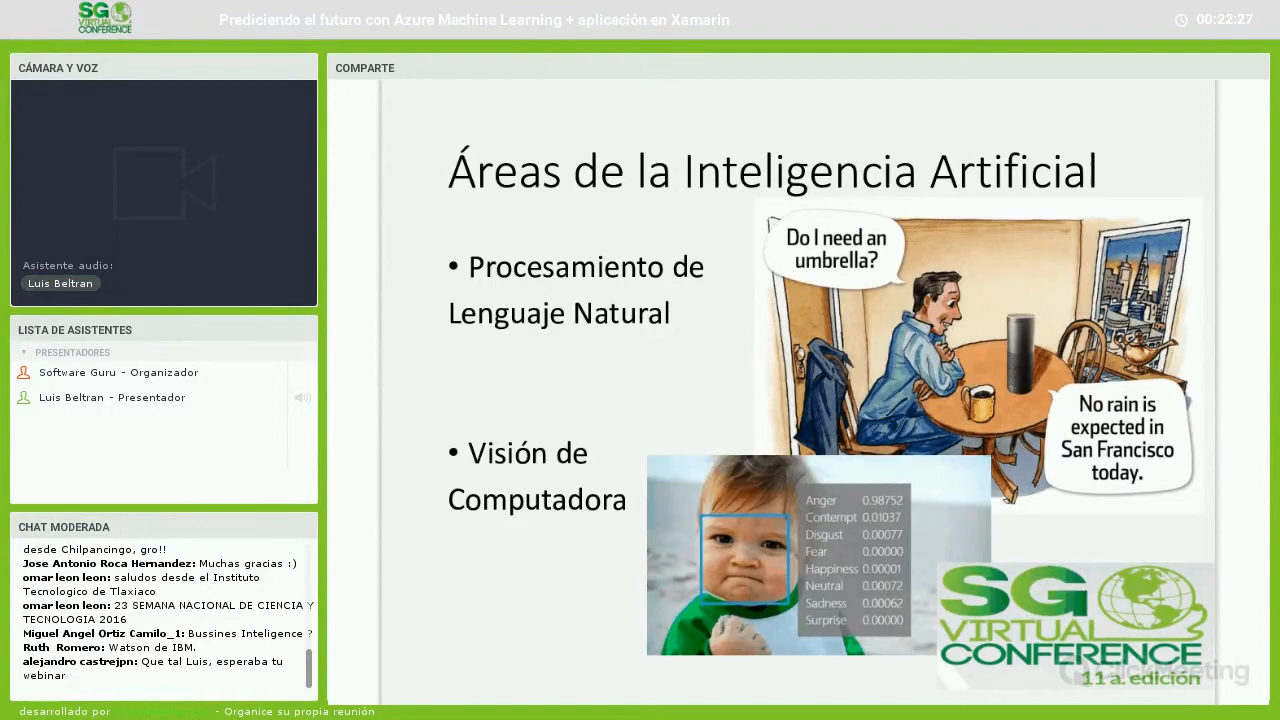 SG
VIRTUAL
CONFERENCE
Prediciendo el futuro con Azure Machine Learning + aplicación en Xamarin
00:22:27
CÁMARA Y VOZ
Asistente audio:
Luis Beltran
LISTA DE ASISTENTES
PRESENTADORES
Software Guru - Organizador
Luis Beltran - Presentador
CHAT MODERADA
desde Chilpancingo, gro!!
Jose Antonio Roca Hernandez: Muchas gracias :)
omar leon leon: saludos desde el Instituto
Tecnologico de Tlaxiaco
omar leon leon: 23 SEMANA NACIONAL DE CIENCIA Y
TECNOLOGIA 2016
Miguel Angel Ortiz Camilo_1: Bussines Inteligence ?
Ruth Romero: Watson de IBM.
alejandro castrejpn: Que tal Luis, esperaba tu
webinar
desarrollado por
- Organice su propia reunión
COMPARTE
Áreas de la Inteligencia Artificial
• Procesamiento de
Lenguaje Natural
• Visión de
Computadora
Do I need an
umbrella?
No rain is
expected in
San Francisco
today.
Anger 0.98752
Contempt 0.01037
Disgust 0.00077
Fear 0.00000
Happiness 0.00001
Neutral 0.00072
Sadness 0.00062
Surprise 0.00000
SG
VIRTUAL
CONFERENCE
11 a. edición
ClickMeeting